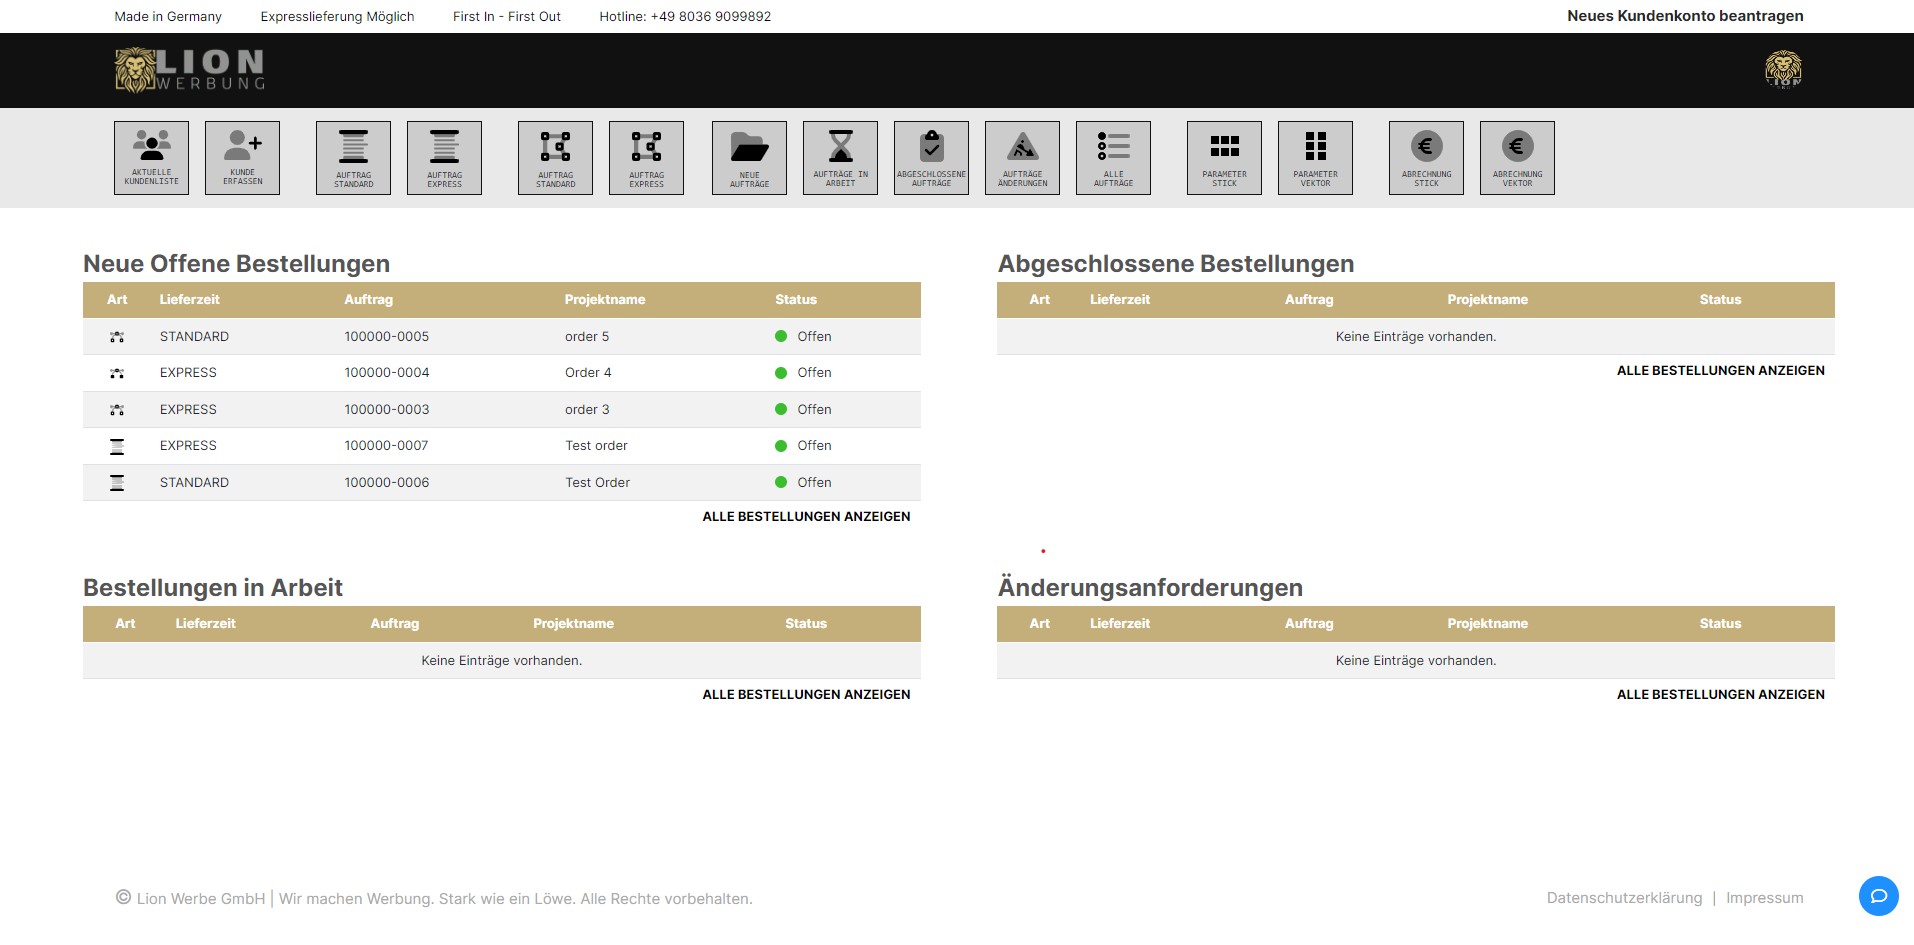 Made in Germany Expresslieferung Möglich First In - First Out Hotline: +49 8036 9099892 Neues Kundenkonto beantragen
LION
WERBUNG
LION
AKTUELLE KUNDENLISTE
KUNDE ERFASSEN
AUFTRAG STANDARD
AUFTRAG EXPRESS
AUFTRAG STANDARD
AUFTRAG EXPRESS
NEUE AUFTRÄGE
AUFTRÄGE IN ARBEIT
ABGESCHLOSSENE AUFTRÄGE
AUFTRÄGE ÄNDERUNGEN
ALLE AUFTRÄGE
PARAMETER STICK
PARAMETER VEKTOR
ABRECHNUNG STICK
ABRECHNUNG VEKTOR
Neue Offene Bestellungen
Art Lieferzeit Auftrag Projektname Status
STANDARD 100000-0005 order 5 Offen
EXPRESS 100000-0004 Order 4 Offen
EXPRESS 100000-0003 order 3 Offen
EXPRESS 100000-0007 Test order Offen
STANDARD 100000-0006 Test Order Offen
ALLE BESTELLUNGEN ANZEIGEN
Abgeschlossene Bestellungen
Art Lieferzeit Auftrag Projektname Status
Keine Einträge vorhanden.
ALLE BESTELLUNGEN ANZEIGEN
Bestellungen in Arbeit
Art Lieferzeit Auftrag Projektname Status
Keine Einträge vorhanden.
ALLE BESTELLUNGEN ANZEIGEN
Änderungsanforderungen
Art Lieferzeit Auftrag Projektname Status
Keine Einträge vorhanden.
ALLE BESTELLUNGEN ANZEIGEN
© Lion Werbe GmbH | Wir machen Werbung. Stark wie ein Löwe. Alle Rechte vorbehalten.
Datenschutzerklärung | Impressum